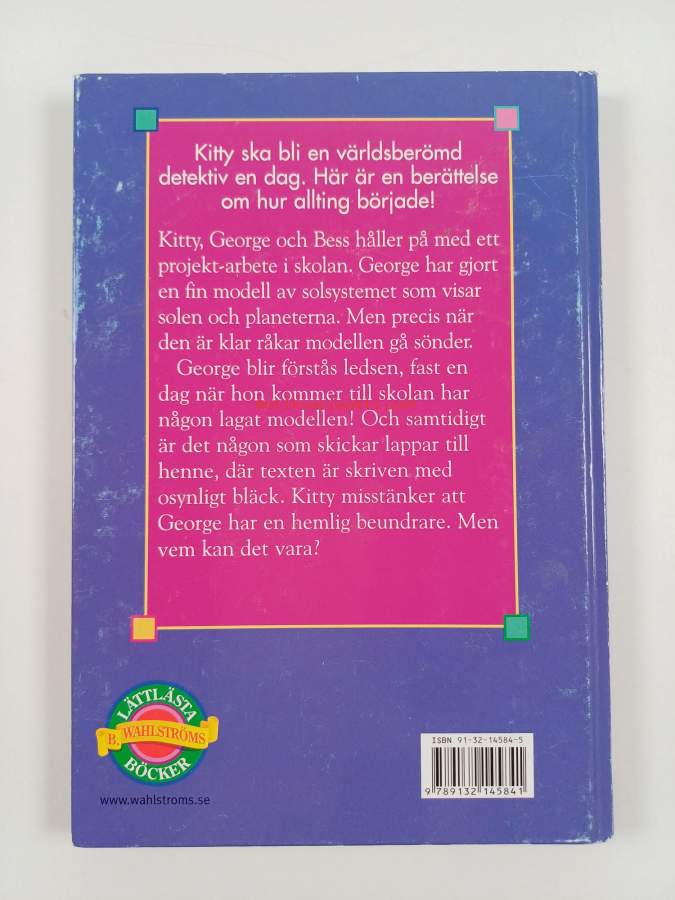 Kitty ska bli en världsberömd
detektiv en dag. Här är en berättelse
om hur allting började!
Kitty, George och Bess håller på med ett
projekt-arbete i skolan. George har gjort
en fin modell av solsystemet som visar
solen och planeterna. Men precis när
den är klar råkar modellen gå sönder.
George blir förstås ledsen, fast en
dag när hon kommer till skolan har
någon lagat modellen! Och samtidigt
är det någon som skickar lappar till
henne, där texten är skriven med
osynligt bläck. Kitty misstänker att
George har en hemlig beundrare. Men
vem kan det vara?
LÄTTLÄSTA
B. WAHLSTRÖMS
BÖCKER
www.wahlstroms.se
ISBN 91-32-14584-5
9 789132 145841